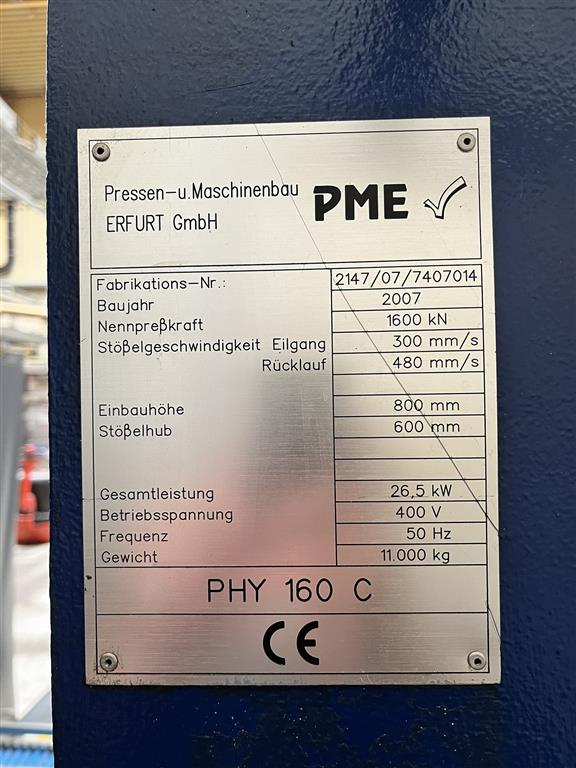 Pressen-u.Maschinenbau PME
ERFURT GmbH
Fabrikations-Nr.: 2147/07/7407014
Baujahr 2007
Nennpreßkraft 1600 kN
Stößelgeschwindigkeit Eilgang 300 mm/s
Rücklauf 480 mm/s
Einbauhöhe 800 mm
Stößelhub 600 mm
Gesamtleistung 26,5 kW
Betriebsspannung 400 V
Frequenz 50 Hz
Gewicht 11.000 kg
PHY 160 C
CE